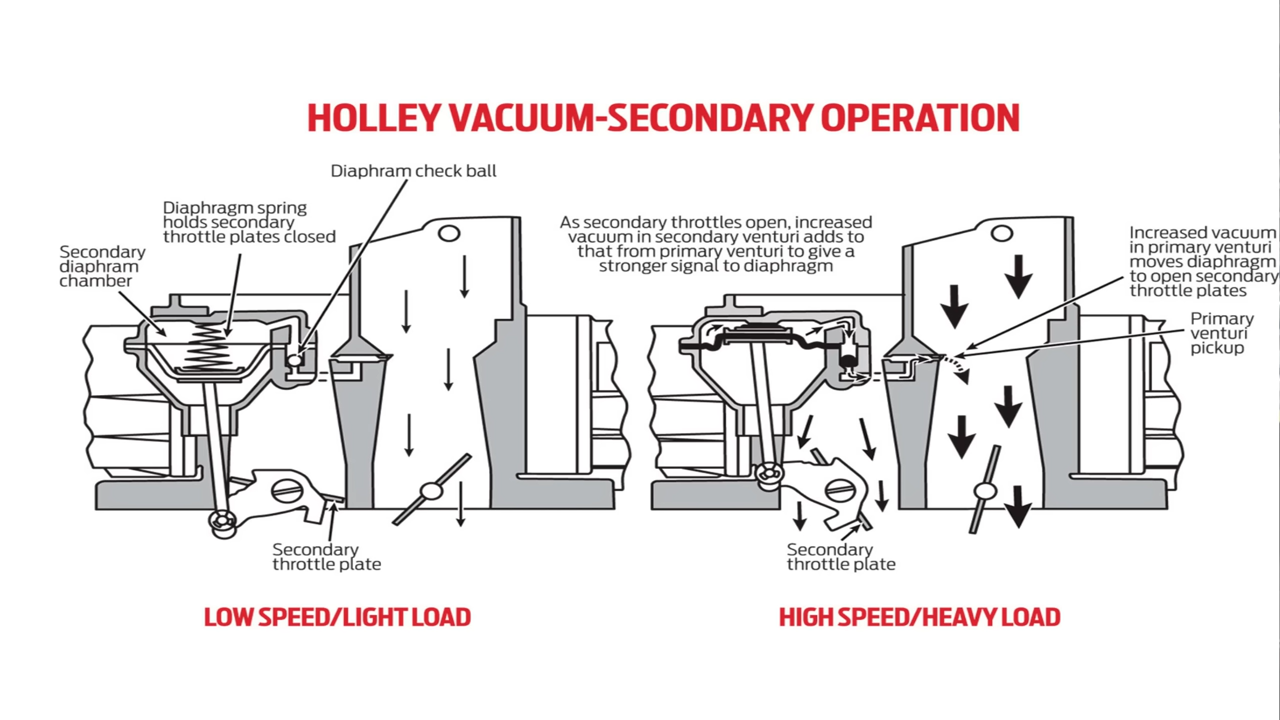 HOLLEY VACUUM-SECONDARY OPERATION
Diaphram check ball
Diaphragm spring
holds secondary
throttle plates closed
Secondary
diaphragm
chamber
Secondary
throttle plate
LOW SPEED/LIGHT LOAD
As secondary throttles open, increased
vacuum in secondary venturi adds to
that from primary venturi to give a
stronger signal to diaphragm
Increased vacuum
in primary venturi
moves diaphragm
to open secondary
throttle plates
Primary
venturi
pickup
Secondary
throttle plate
HIGH SPEED/HEAVY LOAD